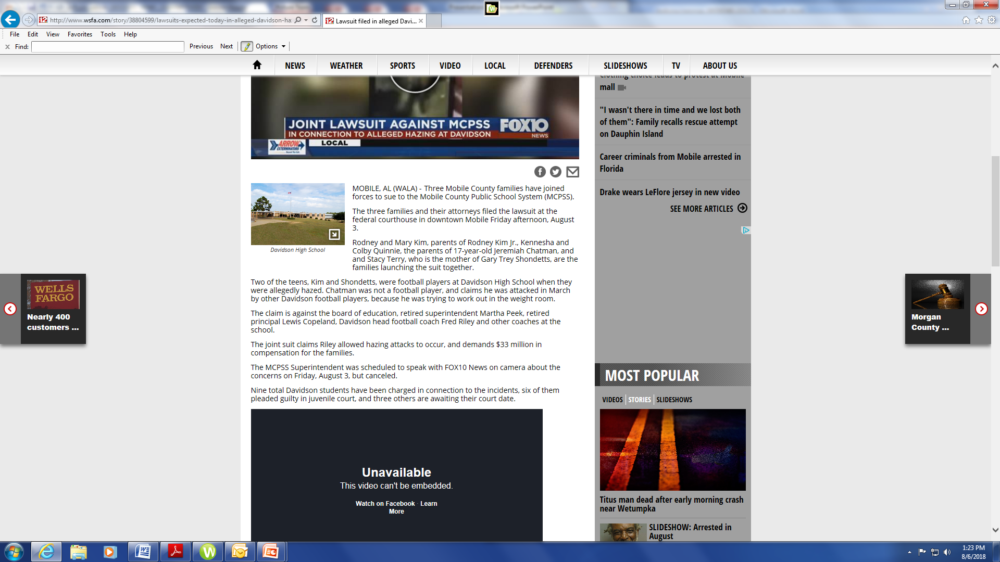 http://www.wsfa.com/story/38804599/lawsuits-expected-today-in-alleged-davidson-ha
Lawsuit filed in alleged Davi...
File Edit View Favorites Tools Help
Find: Previous Next Options
NEWS WEATHER SPORTS VIDEO LOCAL DEFENDERS SLIDESHOWS TV ABOUT US
JOINT LAWSUIT AGAINST MCPSS
IN CONNECTION TO ALLEGED HAZING AT DAVIDSON
FOX10
NEWS
ARROW
EXTERMINATORS
LOCAL
Davidson High School
MOBILE, AL (WALA) - Three Mobile County families have joined
forces to sue to the Mobile County Public School System (MCPSS).
The three families and their attorneys filed the lawsuit at the
federal courthouse in downtown Mobile Friday afternoon, August
3.
Rodney and Mary Kim, parents of Rodney Kim Jr., Kennesha and
Colby Quinnie, the parents of 17-year-old Jeremiah Chatman, and
and Stacy Terry, who is the mother of Gary Trey Shondetts, are the
families launching the suit together.
Two of the teens, Kim and Shondetts, were football players at Davidson High School when they
were allegedly hazed. Chatman was not a football player, and claims he was attacked in March
by other Davidson football players, because he was trying to work out in the weight room.
The claim is against the board of education, retired superintendent Martha Peek, retired
principal Lewis Copeland, Davidson head football coach Fred Riley and other coaches at the
school.
The joint suit claims Riley allowed hazing attacks to occur, and demands $33 million in
compensation for the families.
The MCPSS Superintendent was scheduled to speak with FOX10 News on camera about the
concerns on Friday, August 3, but canceled.
Nine total Davidson students have been charged in connection to the incidents, six of them
pleaded guilty in juvenile court, and three others are awaiting their court date.
Unavailable
This video can't be embedded.
Watch on Facebook · Learn
More
Clothing choice leads to protest at Mobile
mall
"I wasn't there in time and we lost both
of them": Family recalls rescue attempt
on Dauphin Island
Career criminals from Mobile arrested in
Florida
Drake wears LeFlore jersey in new video
SEE MORE ARTICLES
MOST POPULAR
VIDEOS STORIES SLIDESHOWS
Titus man dead after early morning crash
near Wetumpka
SLIDESHOW: Arrested in
August
WELLS
FARGO
Nearly 400
customers ...
Morgan
County ...
1:23 PM
8/6/2018